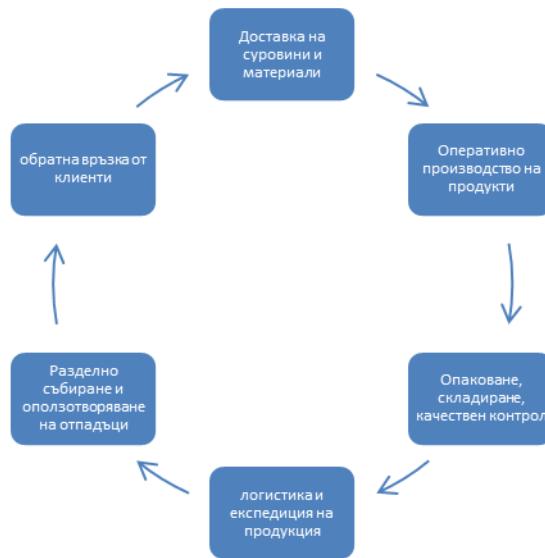 Доставка на
суровини и
материали
Оперативно
производство на
продукти
Опаковане,
складиране,
качествен контрол
логистика и
експедиция на
продукция
Разделно
събиране и
оползотворяване
на отпадъци
обратна връзка от
клиенти